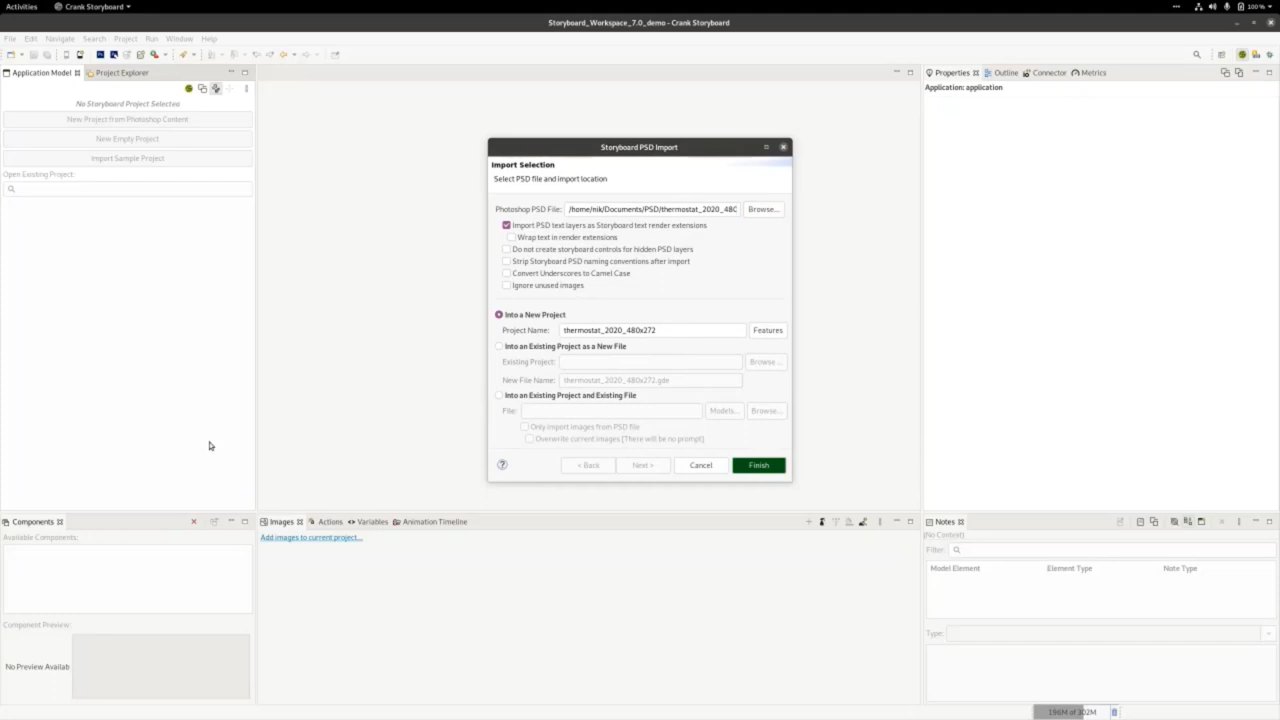 Activities Crank Storyboard 100 %
Storyboard_Workspace_7.0_demo - Crank Storyboard
File Edit Navigate Search Project Run Window Help
Application Model Project Explorer Properties Outline Connector Metrics
Application: application
No Storyboard Project Selected
New Project from Photoshop Content
New Empty Project
Import Sample Project
Open Existing Project:
Storyboard PSD Import
Import Selection
Select PSD file and import location
Photoshop PSD File: /home/nik/Documents/PSD/thermostat_2020_480 Browse...
Import PSD text layers as Storyboard text render extensions
Wrap text in render extensions
Do not create storyboard controls for hidden PSD layers
Strip Storyboard PSD naming conventions after import
Convert Underscores to Camel Case
Ignore unused images
Into a New Project
Project Name: thermostat_2020_480x272 Features
Into an Existing Project as a New File
Existing Project: Browse ...
New File Name: thermostat_2020_480x272.gde
Into an Existing Project and Existing File
File: Models... Browse...
Only import images from PSD file
Overwrite current images [There will be no prompt]
< Back Next > Cancel Finish
Components Images Actions Variables Animation Timeline Notes
Available Components:
Add images to current project...
(No Context)
Filter:
Model Element Element Type Note Type
Component Preview:
Type:
No Preview Availab
196M of 302M